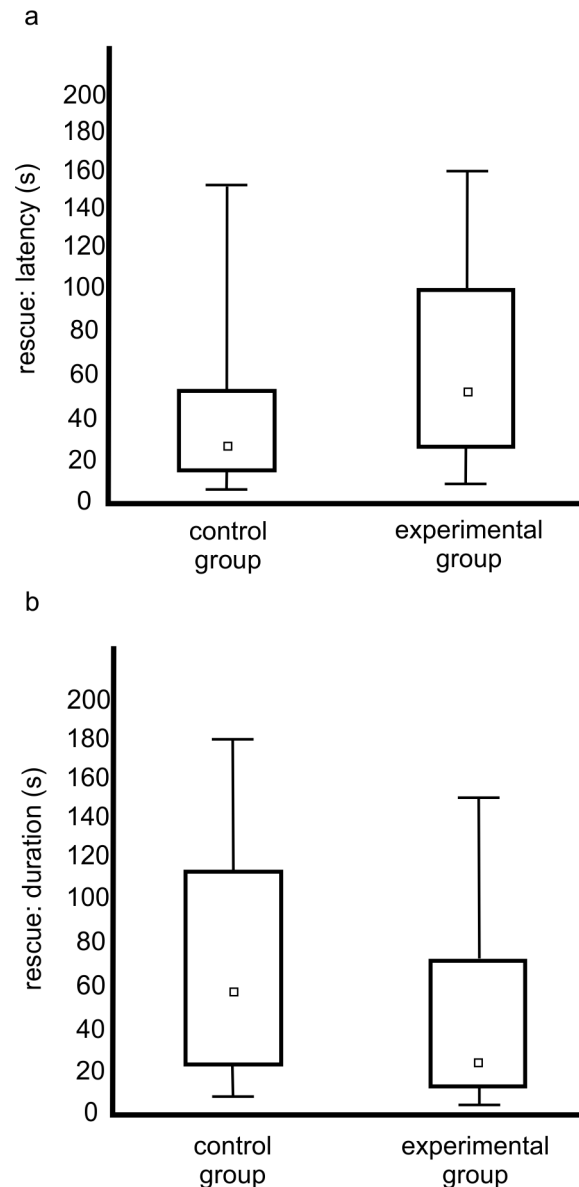 a
rescue: latency (s)
200
180
160
140
120
100
80
60
40
20
0
control
group
experimental
group
b
rescue: duration (s)
200
180
160
140
120
100
80
60
40
20
0
control
group
experimental
group